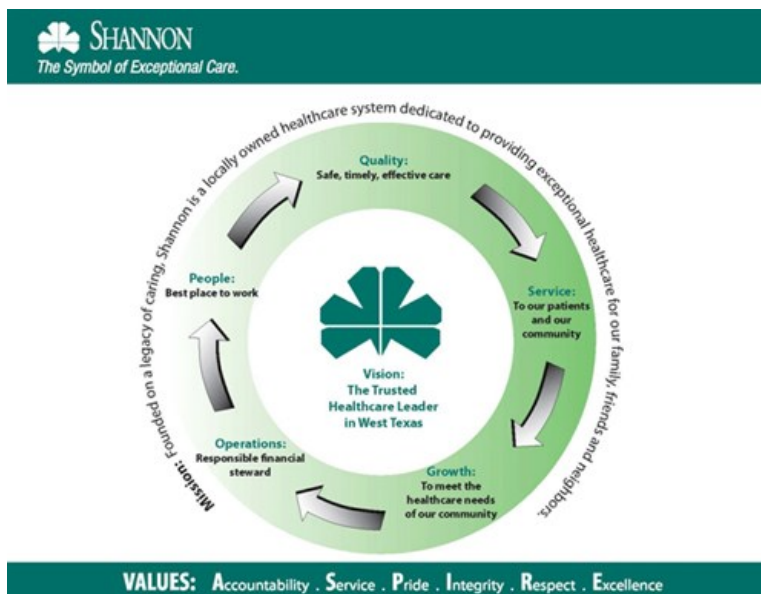 SHANNON
The Symbol of Exceptional Care.
Mission: Founded on a legacy of caring, Shannon is a locally owned healthcare system dedicated to providing exceptional healthcare for our family, friends and neighbors.
Quality:
Safe, timely, effective care
Service:
To our patients
and our
community
Growth:
To meet the
healthcare needs
of our community
Operations:
Responsible financial
steward
People:
Best place to work
Vision:
The Trusted
Healthcare Leader
in West Texas
VALUES: Accountability . Service . Pride . Integrity . Respect . Excellence